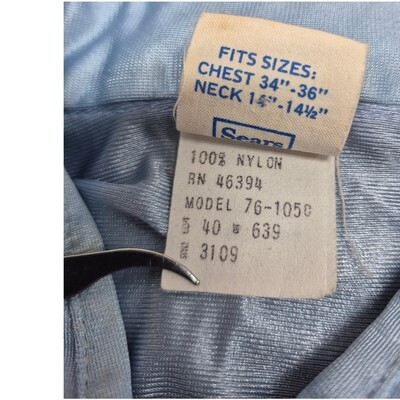 FITS SIZES:
CHEST 34"-36"
NECK 14"-14½"
Sears
100% NYLON
RN 46394
MODEL 76-1050
40 639
3109